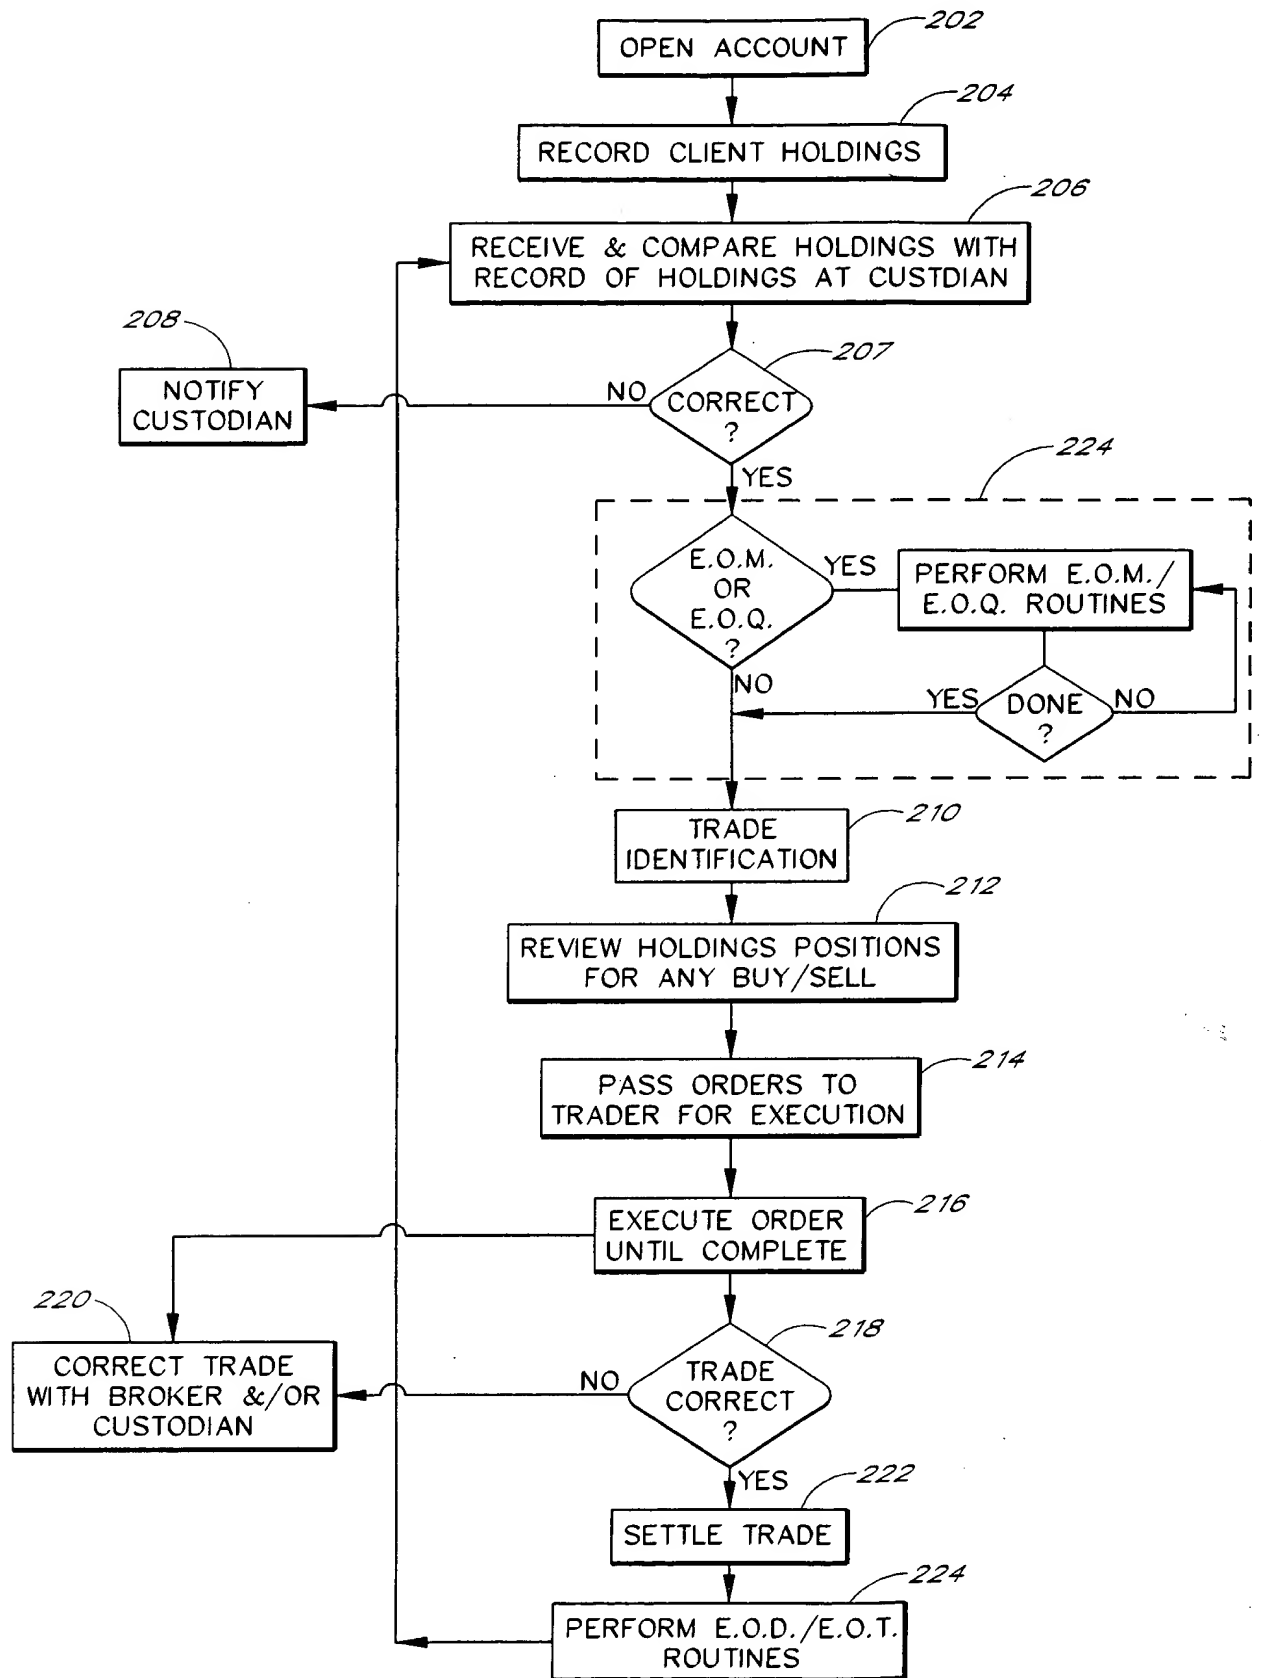 202
OPEN ACCOUNT
204
RECORD CLIENT HOLDINGS
206
RECEIVE & COMPARE HOLDINGS WITH
RECORD OF HOLDINGS AT CUSTDIAN
208
NOTIFY
CUSTODIAN
207
NO
CORRECT
?
YES
224
E.O.M.
OR
E.O.Q.
?
YES
PERFORM E.O.M./
E.O.Q. ROUTINES
NO
YES
DONE
?
NO
210
TRADE
IDENTIFICATION
212
REVIEW HOLDINGS POSITIONS
FOR ANY BUY/SELL
214
PASS ORDERS TO
TRADER FOR EXECUTION
216
EXECUTE ORDER
UNTIL COMPLETE
220
CORRECT TRADE
WITH BROKER &/OR
CUSTODIAN
218
NO
TRADE
CORRECT
?
YES
222
SETTLE TRADE
224
PERFORM E.O.D./E.O.T.
ROUTINES